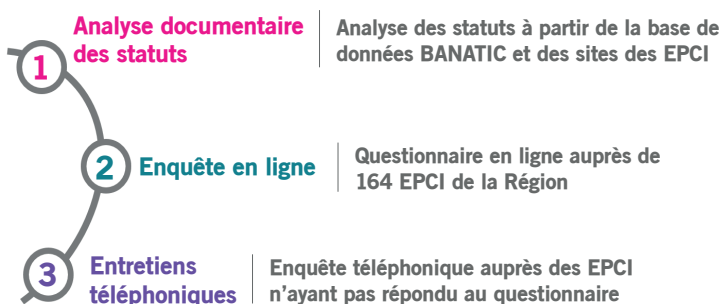 1
Analyse documentaire
des statuts
Analyse des statuts à partir de la base de
données BANATIC et des sites des EPCI
2
Enquête en ligne
Questionnaire en ligne auprès de
164 EPCI de la Région
3
Entretiens
téléphoniques
Enquête téléphonique auprès des EPCI
n'ayant pas répondu au questionnaire